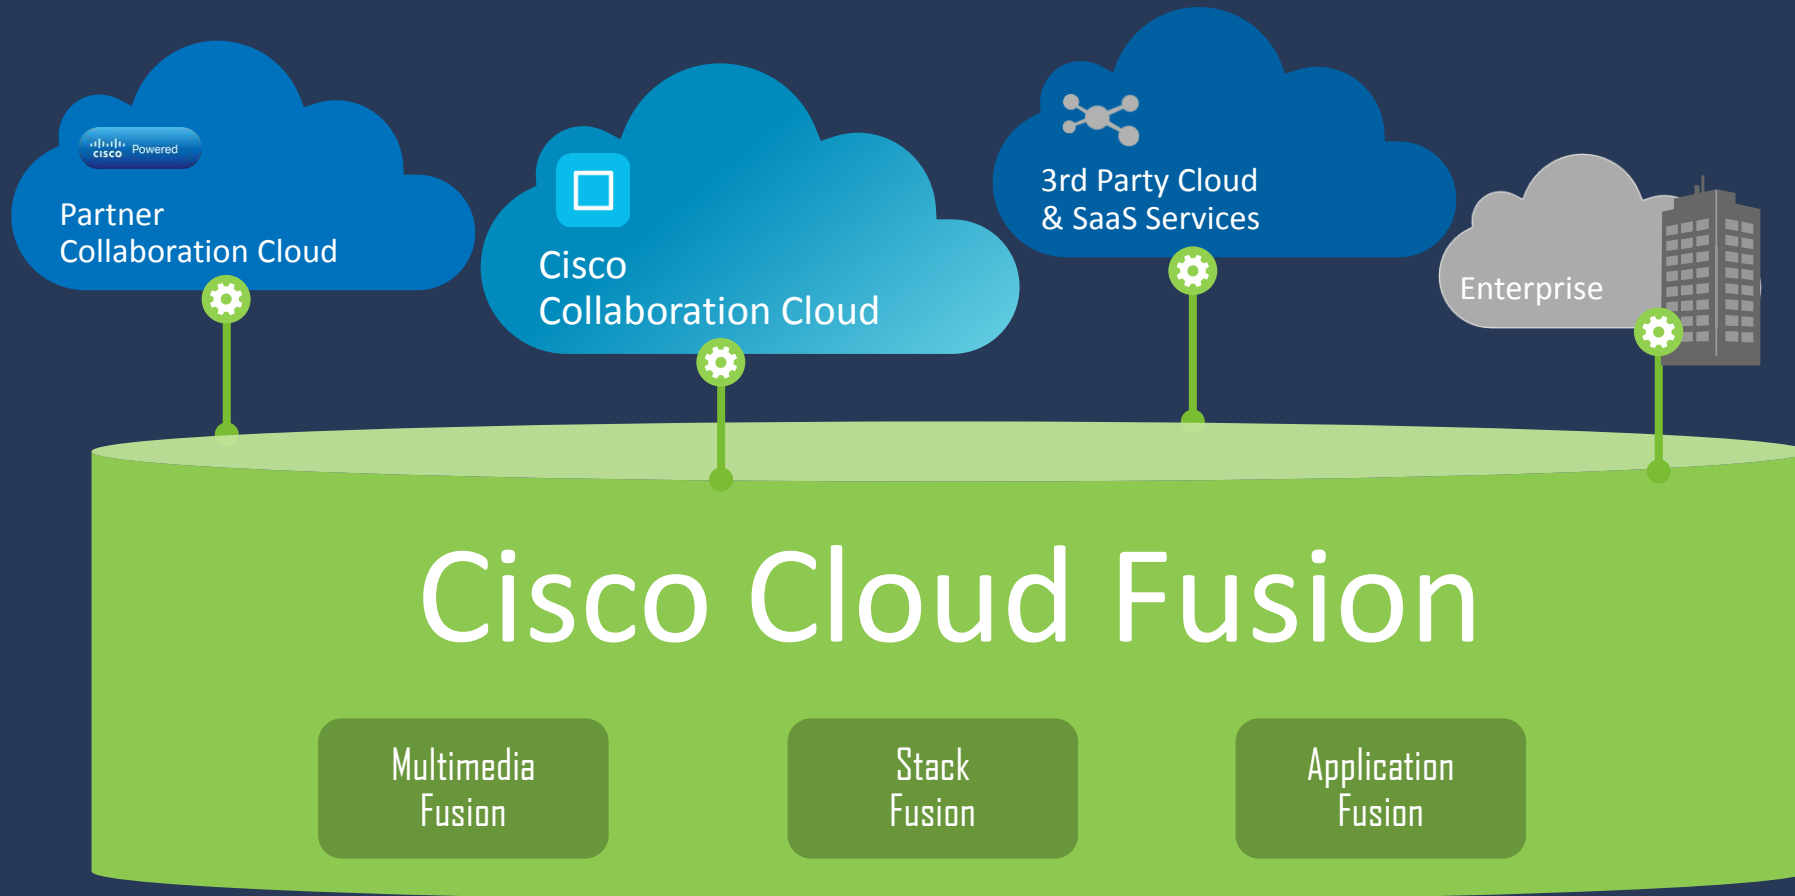 CISCO Powered
Partner
Collaboration Cloud
Cisco
Collaboration Cloud
3rd Party Cloud
& SaaS Services
Enterprise
Cisco Cloud Fusion
Multimedia
Fusion
Stack
Fusion
Application
Fusion